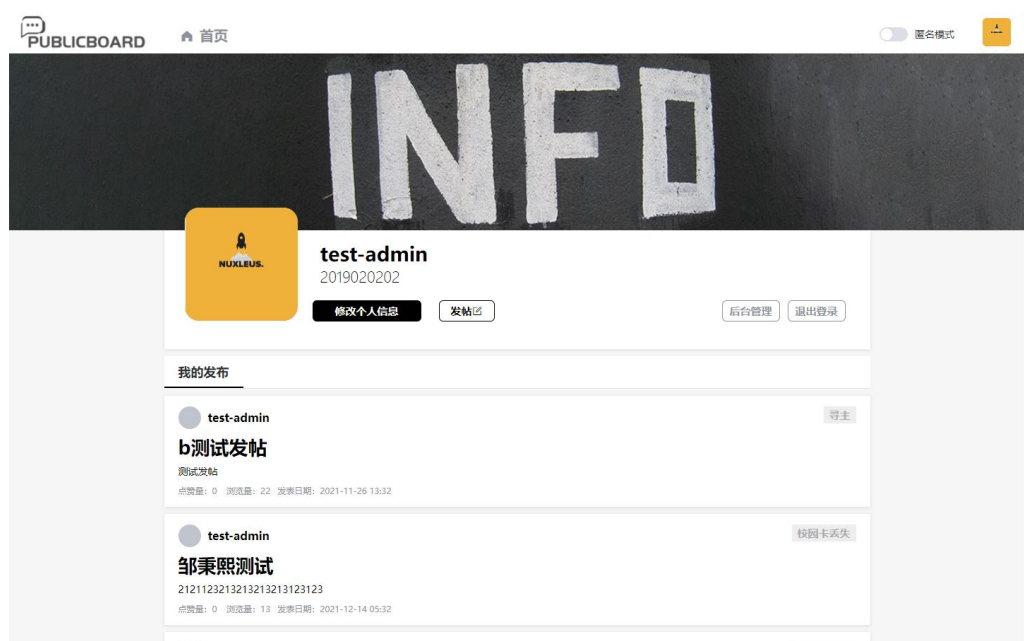 PUBLICBOARD
首页
匿名模式
INFO
NUXLEUS.
test-admin
2019020202
修改个人信息
发帖
后台管理
退出登录
我的发布
test-admin
寻主
b测试发帖
测试发帖
点赞量：0 浏览量：22 发表日期：2021-11-26 13:32
test-admin
校园卡丢失
邹秉熙测试
2121123213213213213123123
点赞量：0 浏览量：13 发表日期：2021-12-14 05:32